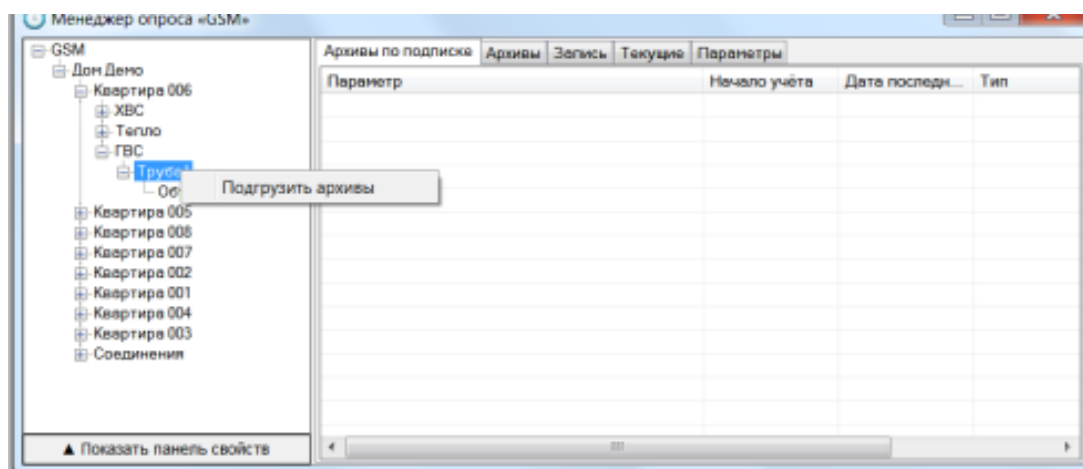 Менеджер опроса «GSM»
GSM
Дом Демо
Квартира 006
ХВС
Тепло
ГВС
Подгрузить архивы
Квартира 005
Квартира 008
Квартира 007
Квартира 002
Квартира 001
Квартира 004
Квартира 003
Соединения
▲ Показать панель свойств
Архивы по подписке Архивы Запись Текущие Параметры
Параметр Начало учёта Дата последн... Тип